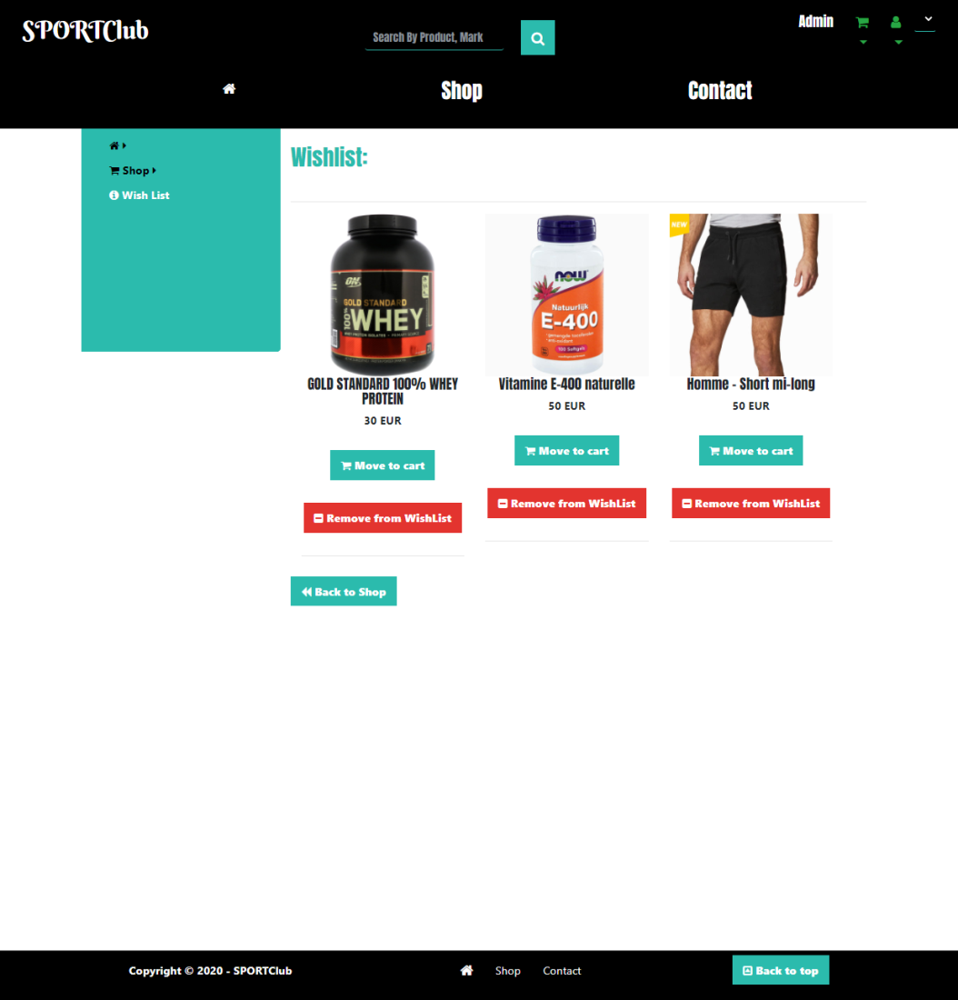 SPORTClub
Search By Product, Mark
Admin
Shop
Contact
Shop
Wish List
Wishlist:
ON
GOLD STANDARD
100%
WHEY
now
Natuurlijk
E-400
100 Softgels
NEW
GOLD STANDARD 100% WHEY
PROTEIN
30 EUR
Move to cart
Remove from WishList
Vitamine E-400 naturelle
50 EUR
Move to cart
Remove from WishList
Homme - Short mi-long
50 EUR
Move to cart
Remove from WishList
Back to Shop
Copyright © 2020 - SPORTClub
Shop
Contact
Back to top